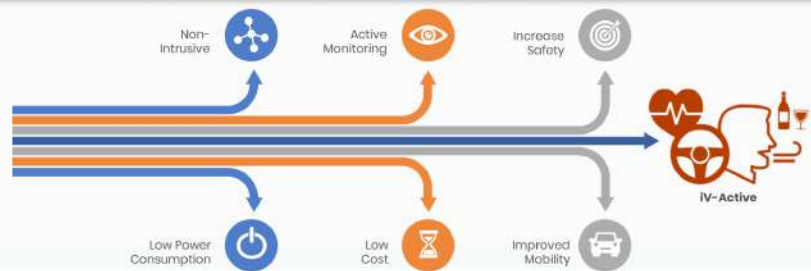 Non-
Intrusive
Active
Monitoring
Increase
Safety
iV-Active
Low Power
Consumption
Low
Cost
Improved
Mobility